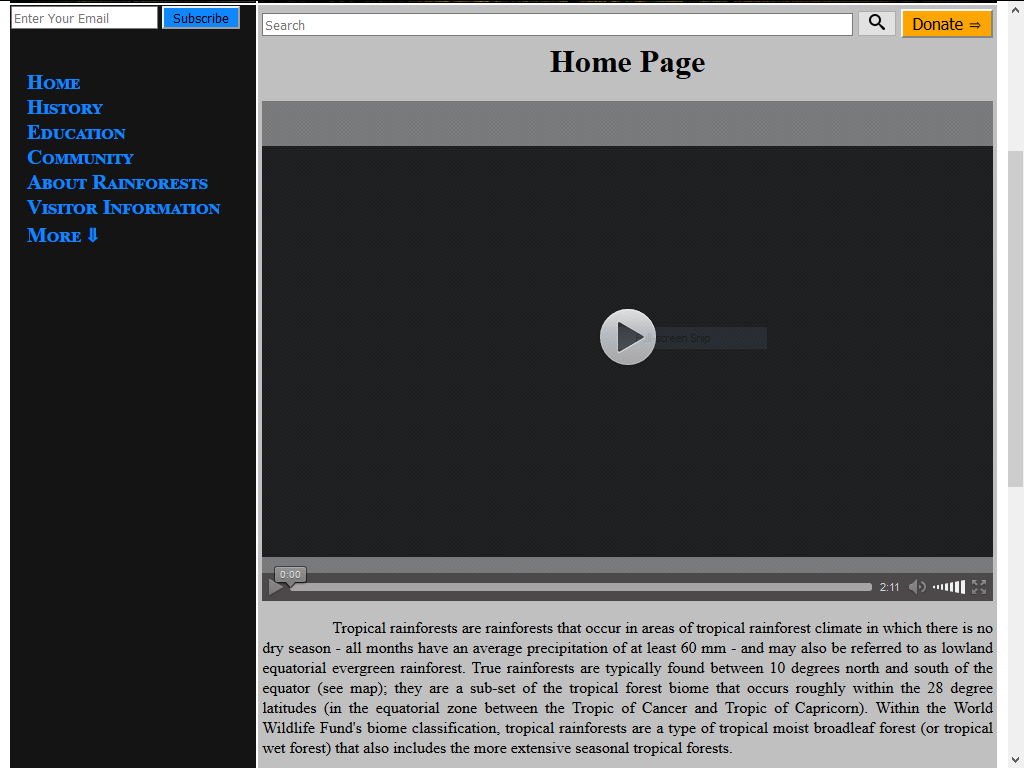 Enter Your Email
Subscribe
Home
History
Education
Community
About Rainforests
Visitor Information
More ⇓
Search
Donate ⇒
Home Page
Screen Snip
0:00
2:11
Tropical rainforests are rainforests that occur in areas of tropical rainforest climate in which there is no
dry season - all months have an average precipitation of at least 60 mm - and may also be referred to as lowland
equatorial evergreen rainforest. True rainforests are typically found between 10 degrees north and south of the
equator (see map); they are a sub-set of the tropical forest biome that occurs roughly within the 28 degree
latitudes (in the equatorial zone between the Tropic of Cancer and Tropic of Capricorn). Within the World
Wildlife Fund's biome classification, tropical rainforests are a type of tropical moist broadleaf forest (or tropical
wet forest) that also includes the more extensive seasonal tropical forests.